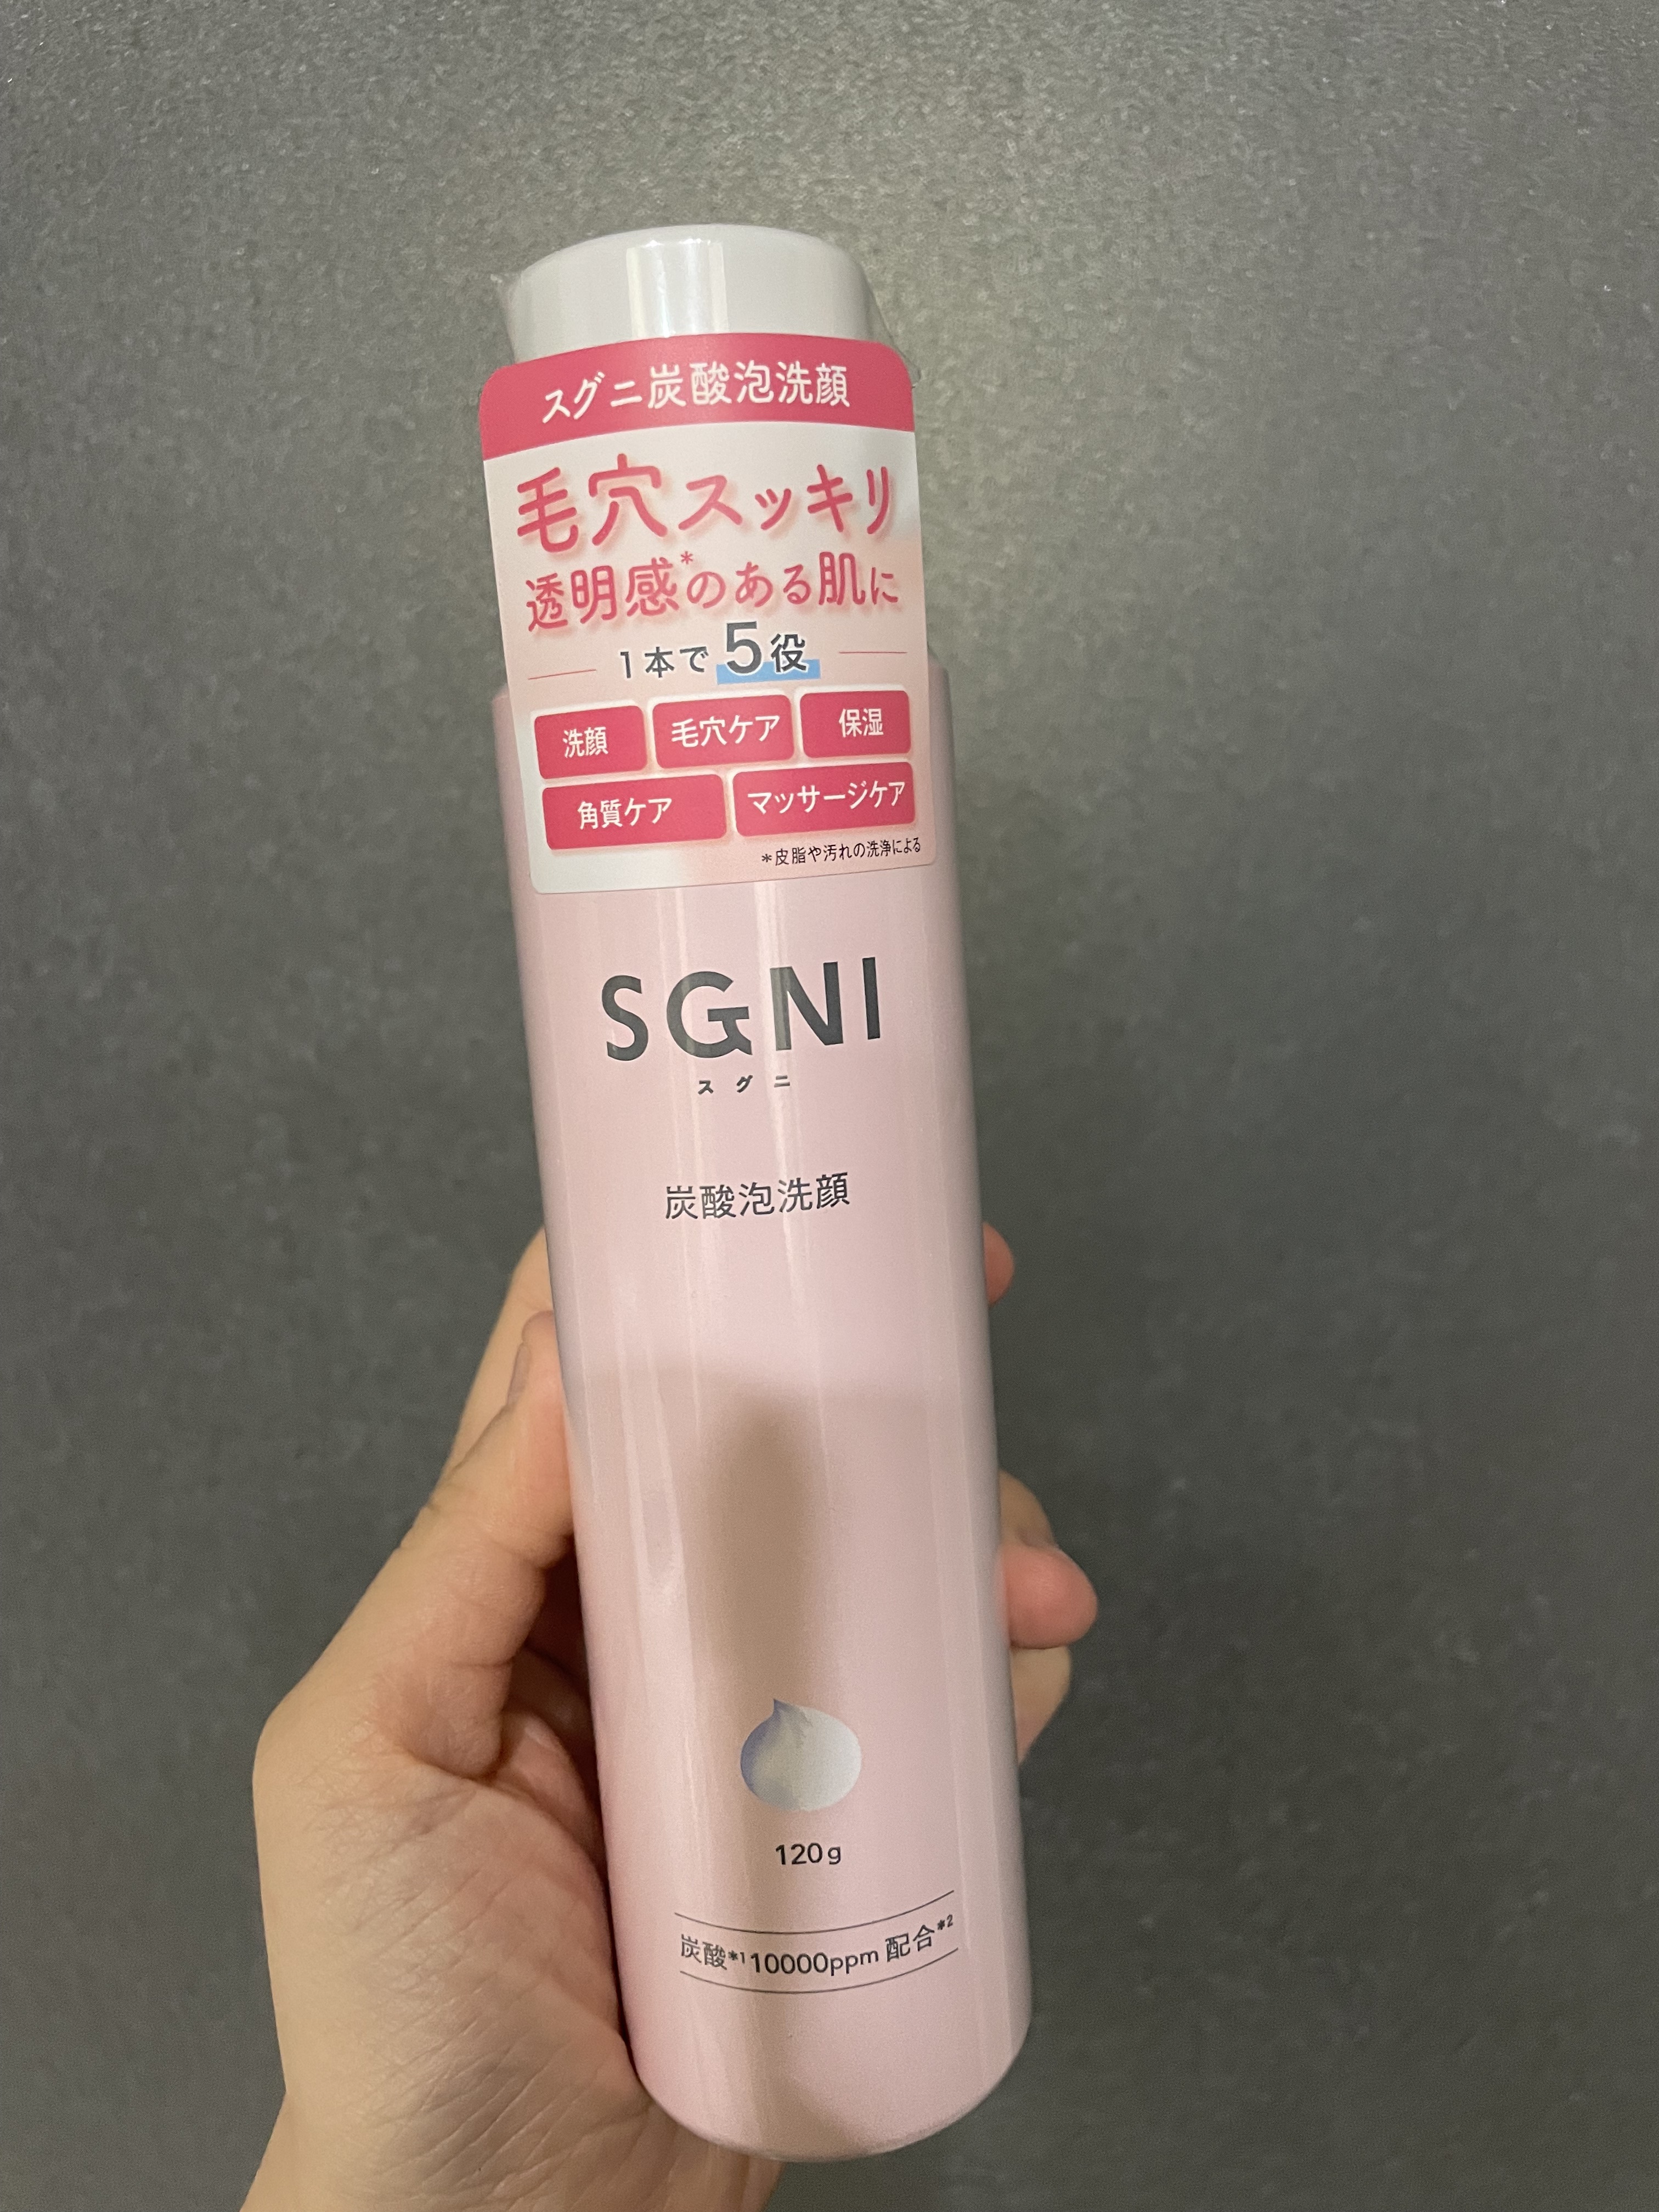 スグニ炭酸泡洗顔
毛穴スッキリ
透明感*のある肌に
1本で5役
洗顔 毛穴ケア 保湿
角質ケア マッサージケア
*皮脂や汚れの洗浄による
SGNI
スグニ
炭酸泡洗顔
120g
炭酸*1 10000ppm 配合*2